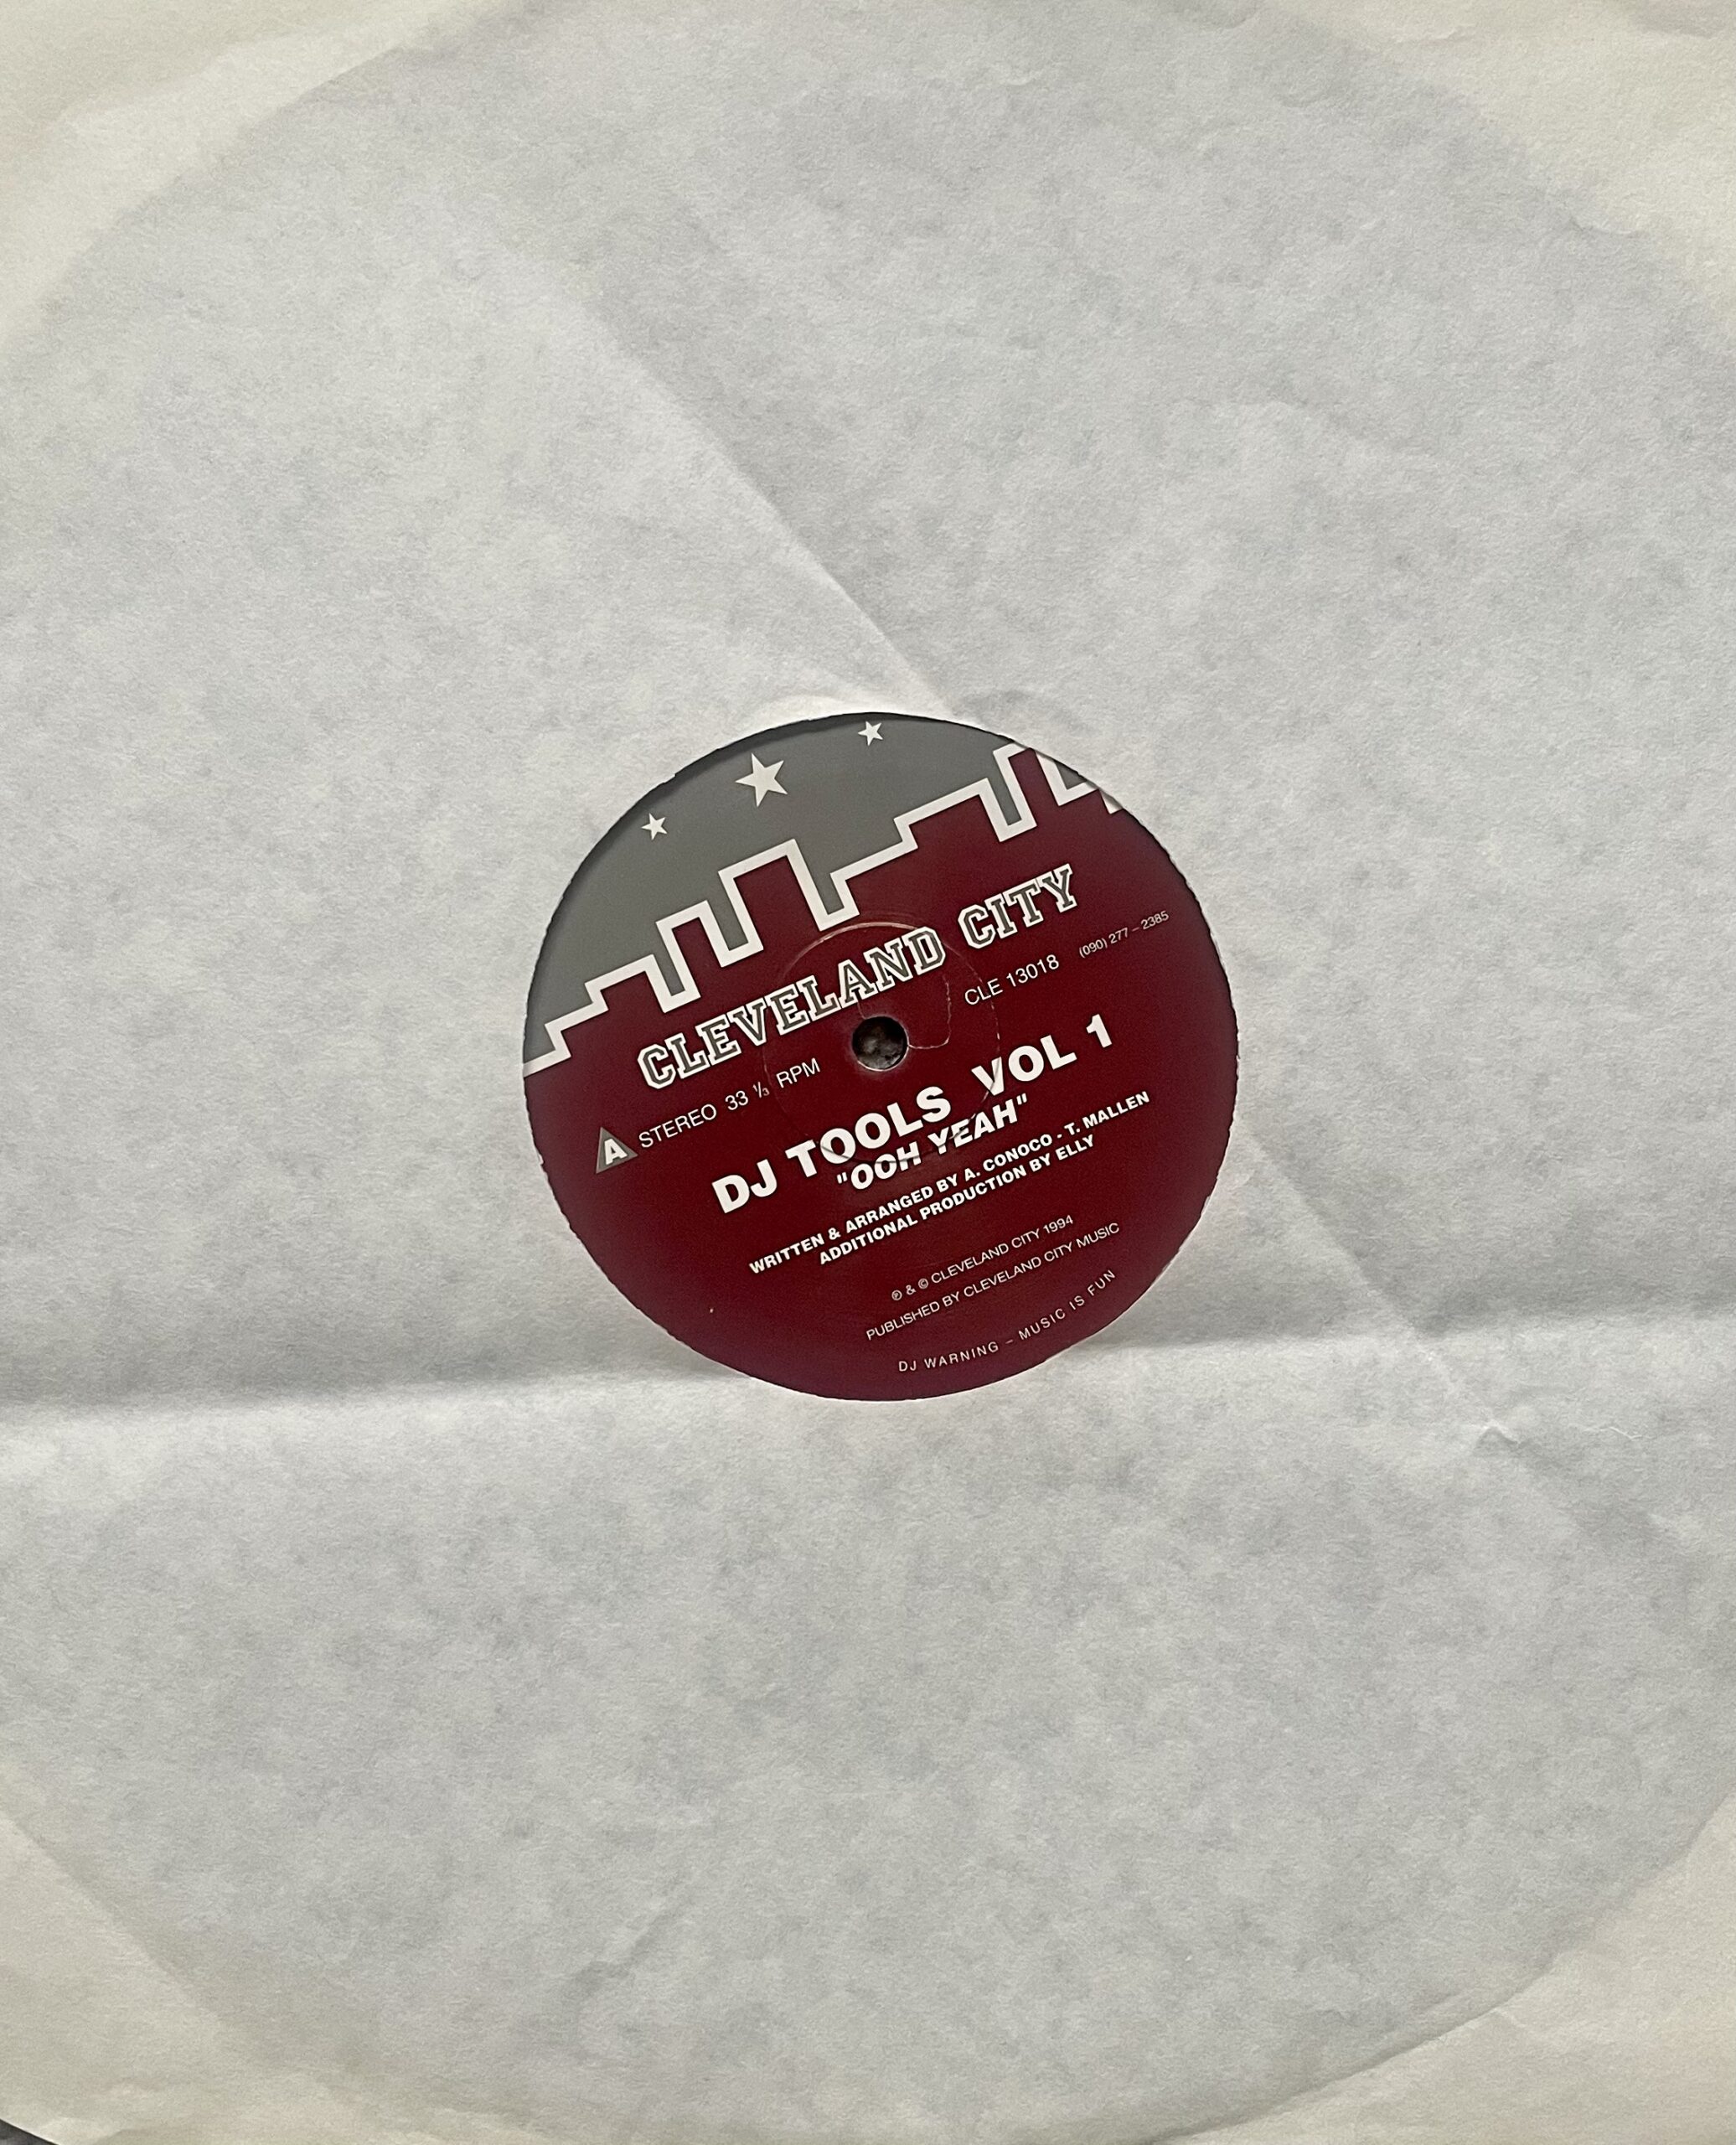 CLEVELAND CITY
A STEREO 33 ⅓ RPM
CLE 13018 (090) 277 – 2385
DJ TOOLS VOL 1
"OOH YEAH"
WRITTEN & ARRANGED BY A. CONOCO - T. MALLEN
ADDITIONAL PRODUCTION BY ELLY
℗ & © CLEVELAND CITY 1994
PUBLISHED BY CLEVELAND CITY MUSIC
DJ WARNING – MUSIC IS FUN